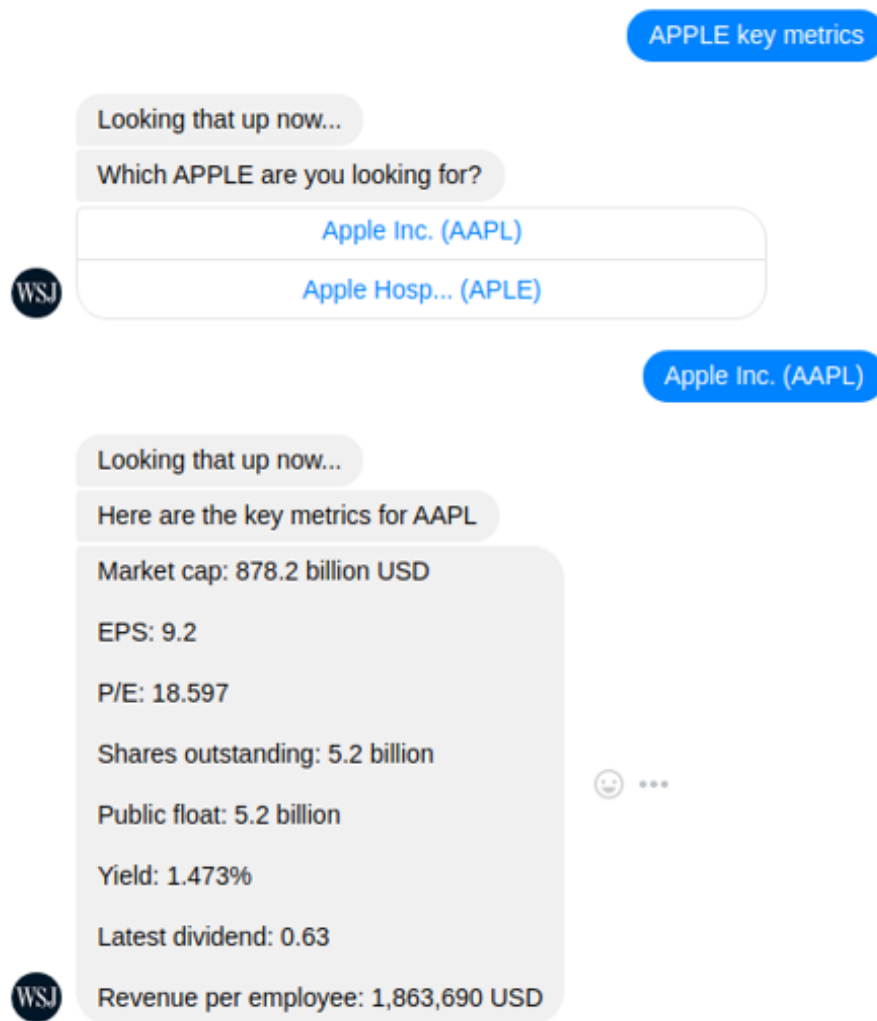 APPLE key metrics
Looking that up now...
Which APPLE are you looking for?
Apple Inc. (AAPL)
Apple Hosp... (APLE)
WSJ
Apple Inc. (AAPL)
Looking that up now...
Here are the key metrics for AAPL
Market cap: 878.2 billion USD
EPS: 9.2
P/E: 18.597
Shares outstanding: 5.2 billion
Public float: 5.2 billion
Yield: 1.473%
Latest dividend: 0.63
Revenue per employee: 1,863,690 USD
WSJ